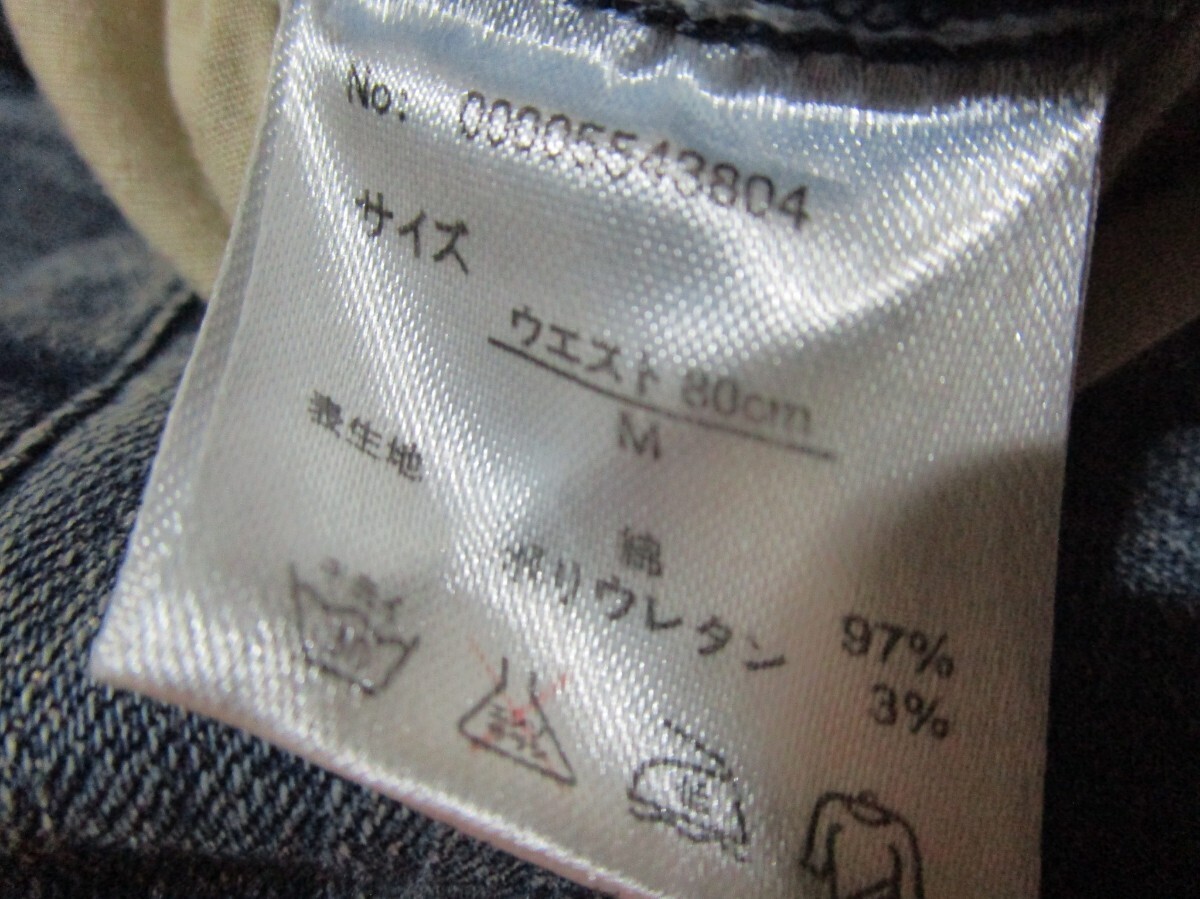 No: 00005543804
サイズ
ウエスト 80cm
M
表生地
綿 97%
ポリウレタン 3%